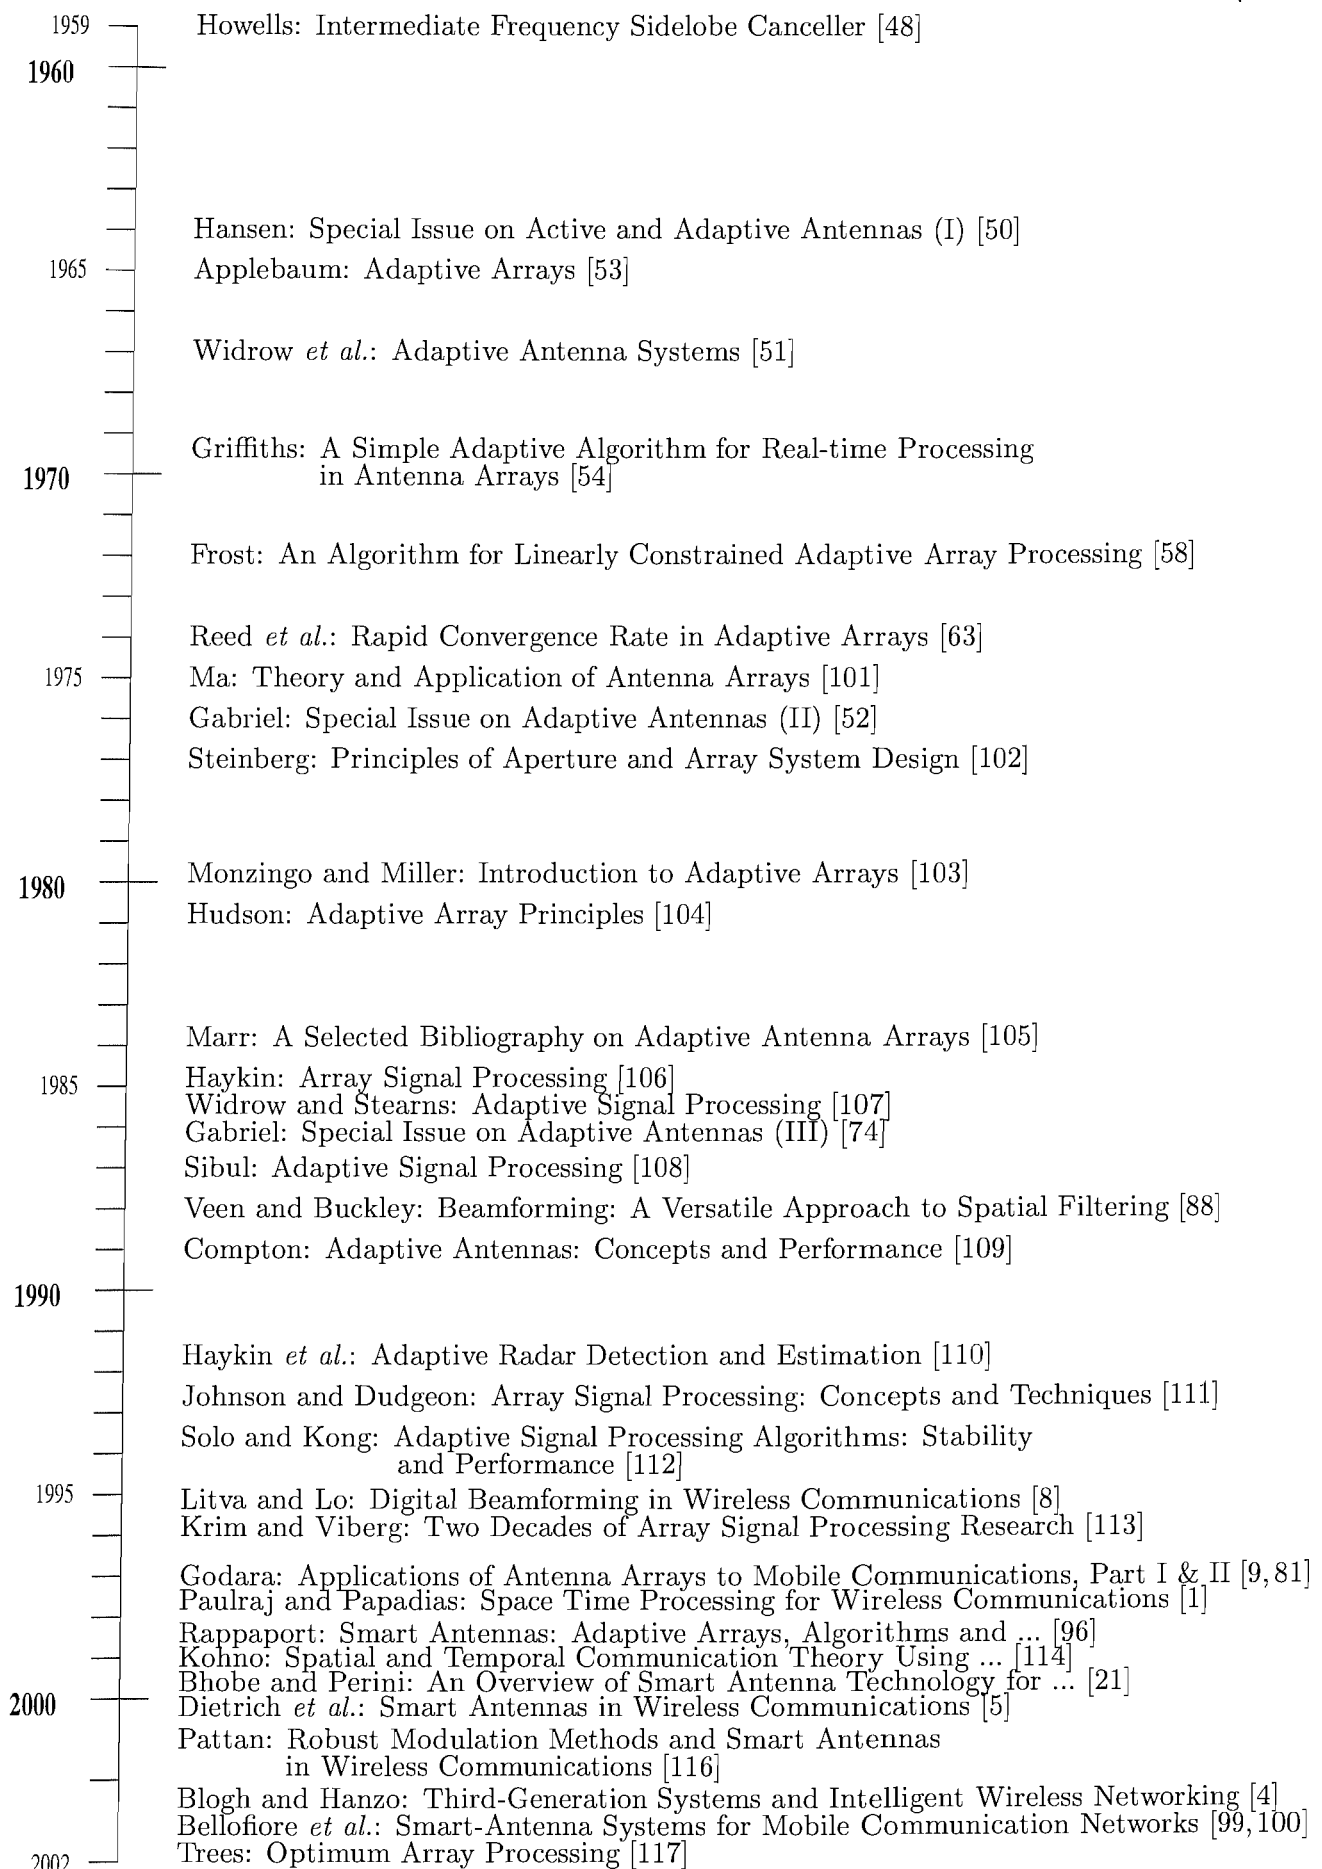 1959 Howells: Intermediate Frequency Sidelobe Canceller [48]
1960
Hansen: Special Issue on Active and Adaptive Antennas (I) [50]
1965 Applebaum: Adaptive Arrays [53]
Widrow et al.: Adaptive Antenna Systems [51]
Griffiths: A Simple Adaptive Algorithm for Real-time Processing
1970 in Antenna Arrays [54]
Frost: An Algorithm for Linearly Constrained Adaptive Array Processing [58]
Reed et al.: Rapid Convergence Rate in Adaptive Arrays [63]
1975 Ma: Theory and Application of Antenna Arrays [101]
Gabriel: Special Issue on Adaptive Antennas (II) [52]
Steinberg: Principles of Aperture and Array System Design [102]
1980 Monzingo and Miller: Introduction to Adaptive Arrays [103]
Hudson: Adaptive Array Principles [104]
Marr: A Selected Bibliography on Adaptive Antenna Arrays [105]
1985 Haykin: Array Signal Processing [106]
Widrow and Stearns: Adaptive Signal Processing [107]
Gabriel: Special Issue on Adaptive Antennas (III) [74]
Sibul: Adaptive Signal Processing [108]
Veen and Buckley: Beamforming: A Versatile Approach to Spatial Filtering [88]
Compton: Adaptive Antennas: Concepts and Performance [109]
1990
Haykin et al.: Adaptive Radar Detection and Estimation [110]
Johnson and Dudgeon: Array Signal Processing: Concepts and Techniques [111]
Solo and Kong: Adaptive Signal Processing Algorithms: Stability
and Performance [112]
1995 Litva and Lo: Digital Beamforming in Wireless Communications [8]
Krim and Viberg: Two Decades of Array Signal Processing Research [113]
Godara: Applications of Antenna Arrays to Mobile Communications, Part I & II [9,81]
Paulraj and Papadias: Space Time Processing for Wireless Communications [1]
Rappaport: Smart Antennas: Adaptive Arrays, Algorithms and ... [96]
Kohno: Spatial and Temporal Communication Theory Using ... [114]
Bhobe and Perini: An Overview of Smart Antenna Technology for ... [21]
2000 Dietrich et al.: Smart Antennas in Wireless Communications [5]
Pattan: Robust Modulation Methods and Smart Antennas
in Wireless Communications [116]
Blogh and Hanzo: Third-Generation Systems and Intelligent Wireless Networking [4]
Bellofiore et al.: Smart-Antenna Systems for Mobile Communication Networks [99,100]
2002 Trees: Optimum Array Processing [117]